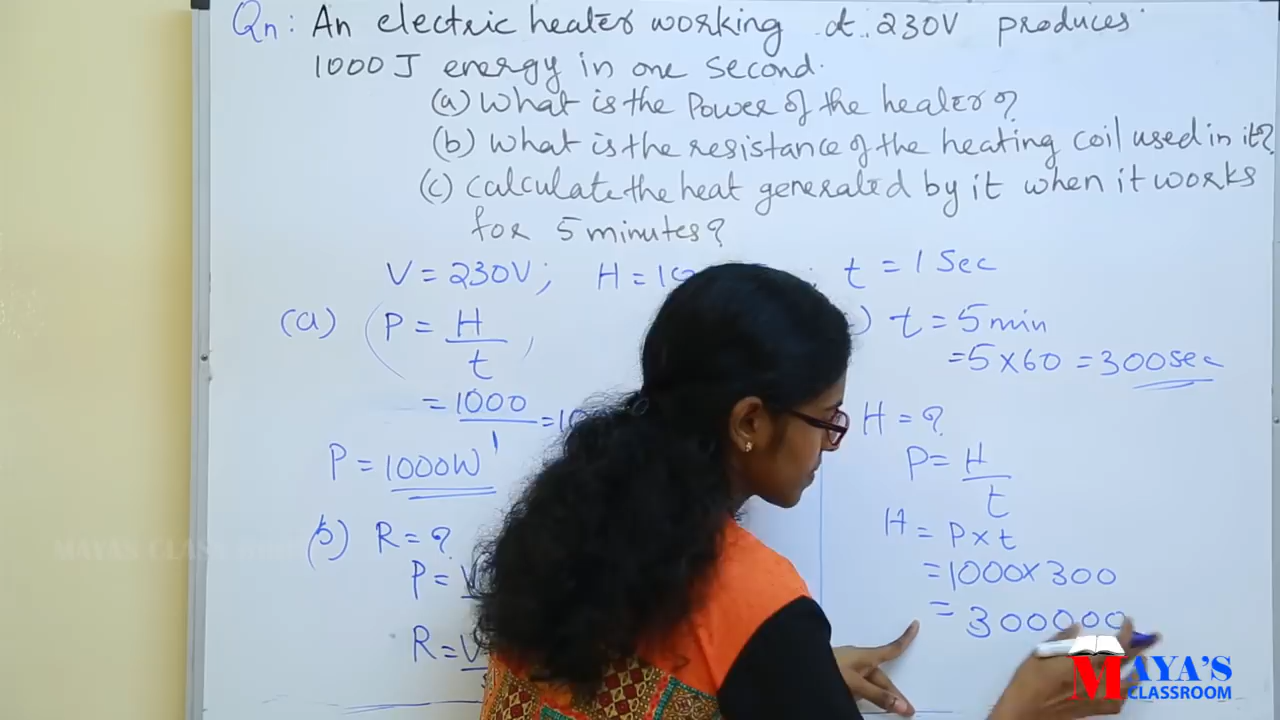 Qn: An electric heater working at 230V produces
1000 J energy in one second.
(a) What is the Power of the heater?
(b) What is the resistance of the heating coil used in it?
(c) calculate the heat generated by it when it works
for 5 minutes?
V = 230V; H = 10 ; t = 1 Sec
(a) P = H / t
= 1000 / 1 = 10
P = 1000W
(b) R = ?
P = V
R = V
) t = 5 min
= 5 × 60 = 300 sec
H = ?
P = H / t
H = P × t
= 1000 × 300
= 300000
MAYA'S
CLASSROOM